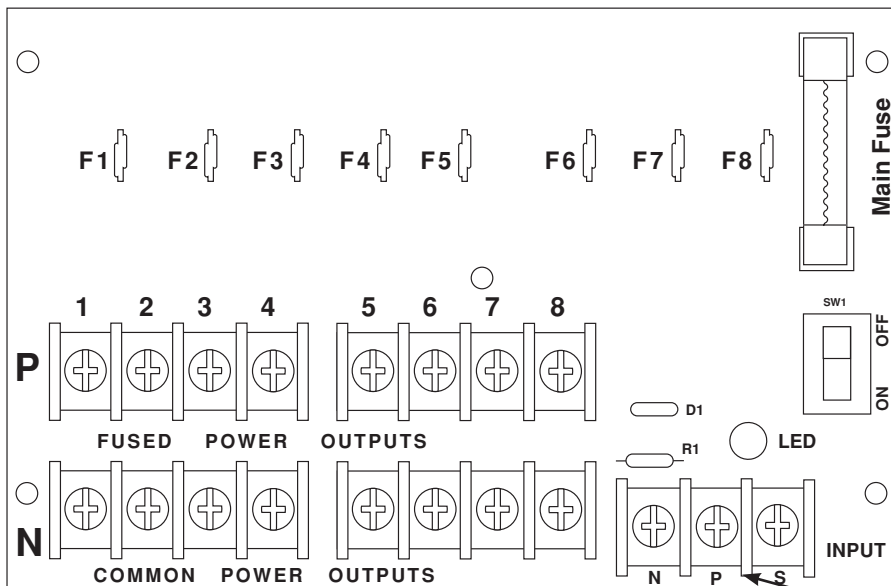 F1 F2 F3 F4 F5 F6 F7 F8
Main Fuse
1 2 3 4 5 6 7 8
SW1
OFF
ON
P
D1
FUSED POWER OUTPUTS
LED
R1
N
INPUT
COMMON POWER OUTPUTS
N P S